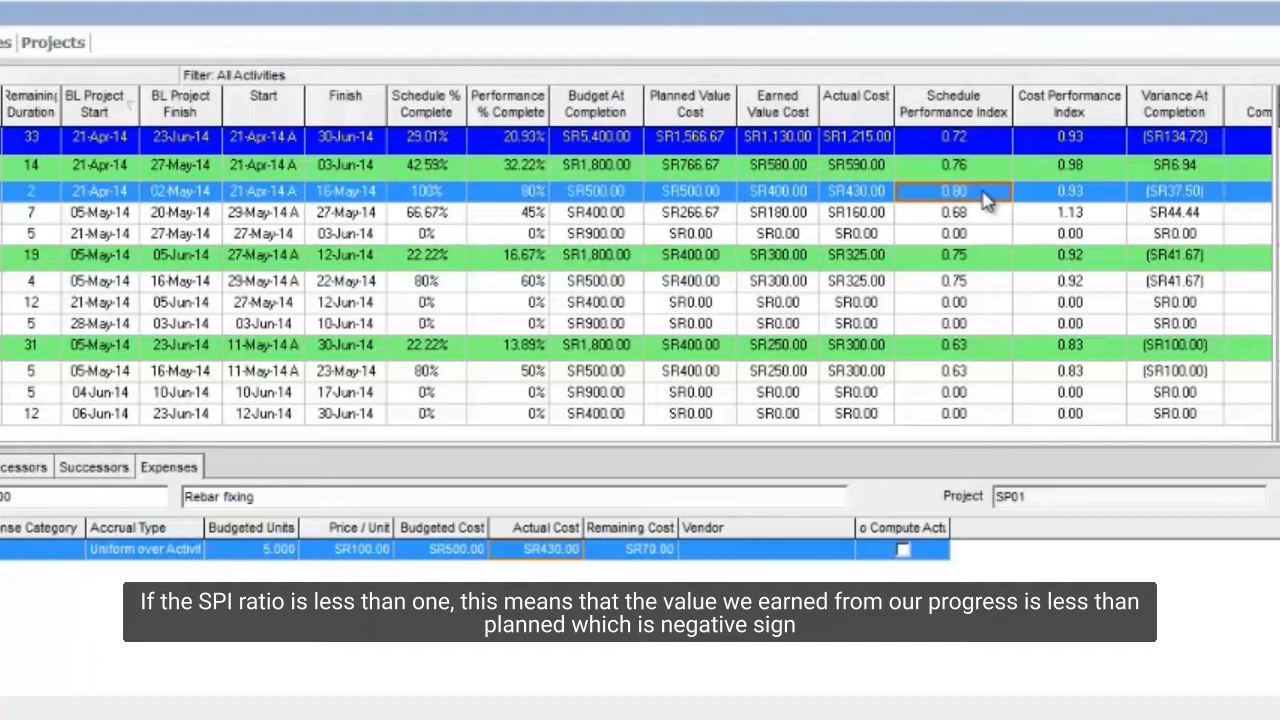 es Projects
Filter: All Activities
Remaining Duration BL Project Start BL Project Finish Start Finish Schedule % Complete Performance % Complete Budget At Completion Planned Value Cost Earned Value Cost Actual Cost Schedule Performance Index Cost Performance Index Variance At Completion Com
33 21-Apr-14 23-Jun-14 21-Apr-14 A 30-Jun-14 29.01% 20.93% SR5,400.00 SR1,566.67 SR1,130.00 SR1,215.00 0.72 0.93 (SR134.72)
14 21-Apr-14 27-May-14 21-Apr-14 A 03-Jun-14 42.59% 32.22% SR1,800.00 SR766.67 SR580.00 SR590.00 0.76 0.98 SR6.94
2 21-Apr-14 02-May-14 21-Apr-14 A 16-May-14 100% 80% SR500.00 SR500.00 SR400.00 SR430.00 0.80 0.93 (SR37.50)
7 05-May-14 20-May-14 29-May-14 A 27-May-14 66.67% 45% SR400.00 SR266.67 SR180.00 SR160.00 0.68 1.13 SR44.44
5 21-May-14 27-May-14 27-May-14 03-Jun-14 0% 0% SR900.00 SR0.00 SR0.00 SR0.00 0.00 0.00 SR0.00
19 05-May-14 05-Jun-14 27-May-14 A 12-Jun-14 22.22% 16.67% SR1,800.00 SR400.00 SR300.00 SR325.00 0.75 0.92 (SR41.67)
4 05-May-14 16-May-14 29-May-14 A 22-May-14 80% 60% SR500.00 SR400.00 SR300.00 SR325.00 0.75 0.92 (SR41.67)
12 21-May-14 05-Jun-14 27-May-14 12-Jun-14 0% 0% SR400.00 SR0.00 SR0.00 SR0.00 0.00 0.00 SR0.00
5 28-May-14 03-Jun-14 03-Jun-14 10-Jun-14 0% 0% SR900.00 SR0.00 SR0.00 SR0.00 0.00 0.00 SR0.00
31 05-May-14 23-Jun-14 11-May-14 A 30-Jun-14 22.22% 13.89% SR1,800.00 SR400.00 SR250.00 SR300.00 0.63 0.83 (SR100.00)
5 05-May-14 16-May-14 11-May-14 A 23-May-14 80% 50% SR500.00 SR400.00 SR250.00 SR300.00 0.63 0.83 (SR100.00)
5 04-Jun-14 10-Jun-14 10-Jun-14 17-Jun-14 0% 0% SR900.00 SR0.00 SR0.00 SR0.00 0.00 0.00 SR0.00
12 06-Jun-14 23-Jun-14 12-Jun-14 30-Jun-14 0% 0% SR400.00 SR0.00 SR0.00 SR0.00 0.00 0.00 SR0.00
cessors Successors Expenses
00 Rebar fixing Project SP01
nse Category Accrual Type Budgeted Units Price / Unit Budgeted Cost Actual Cost Remaining Cost Vendor o Compute Actu
Uniform over Activit 5.000 SR100.00 SR500.00 SR430.00 SR70.00
If the SPI ratio is less than one, this means that the value we earned from our progress is less than
planned which is negative sign